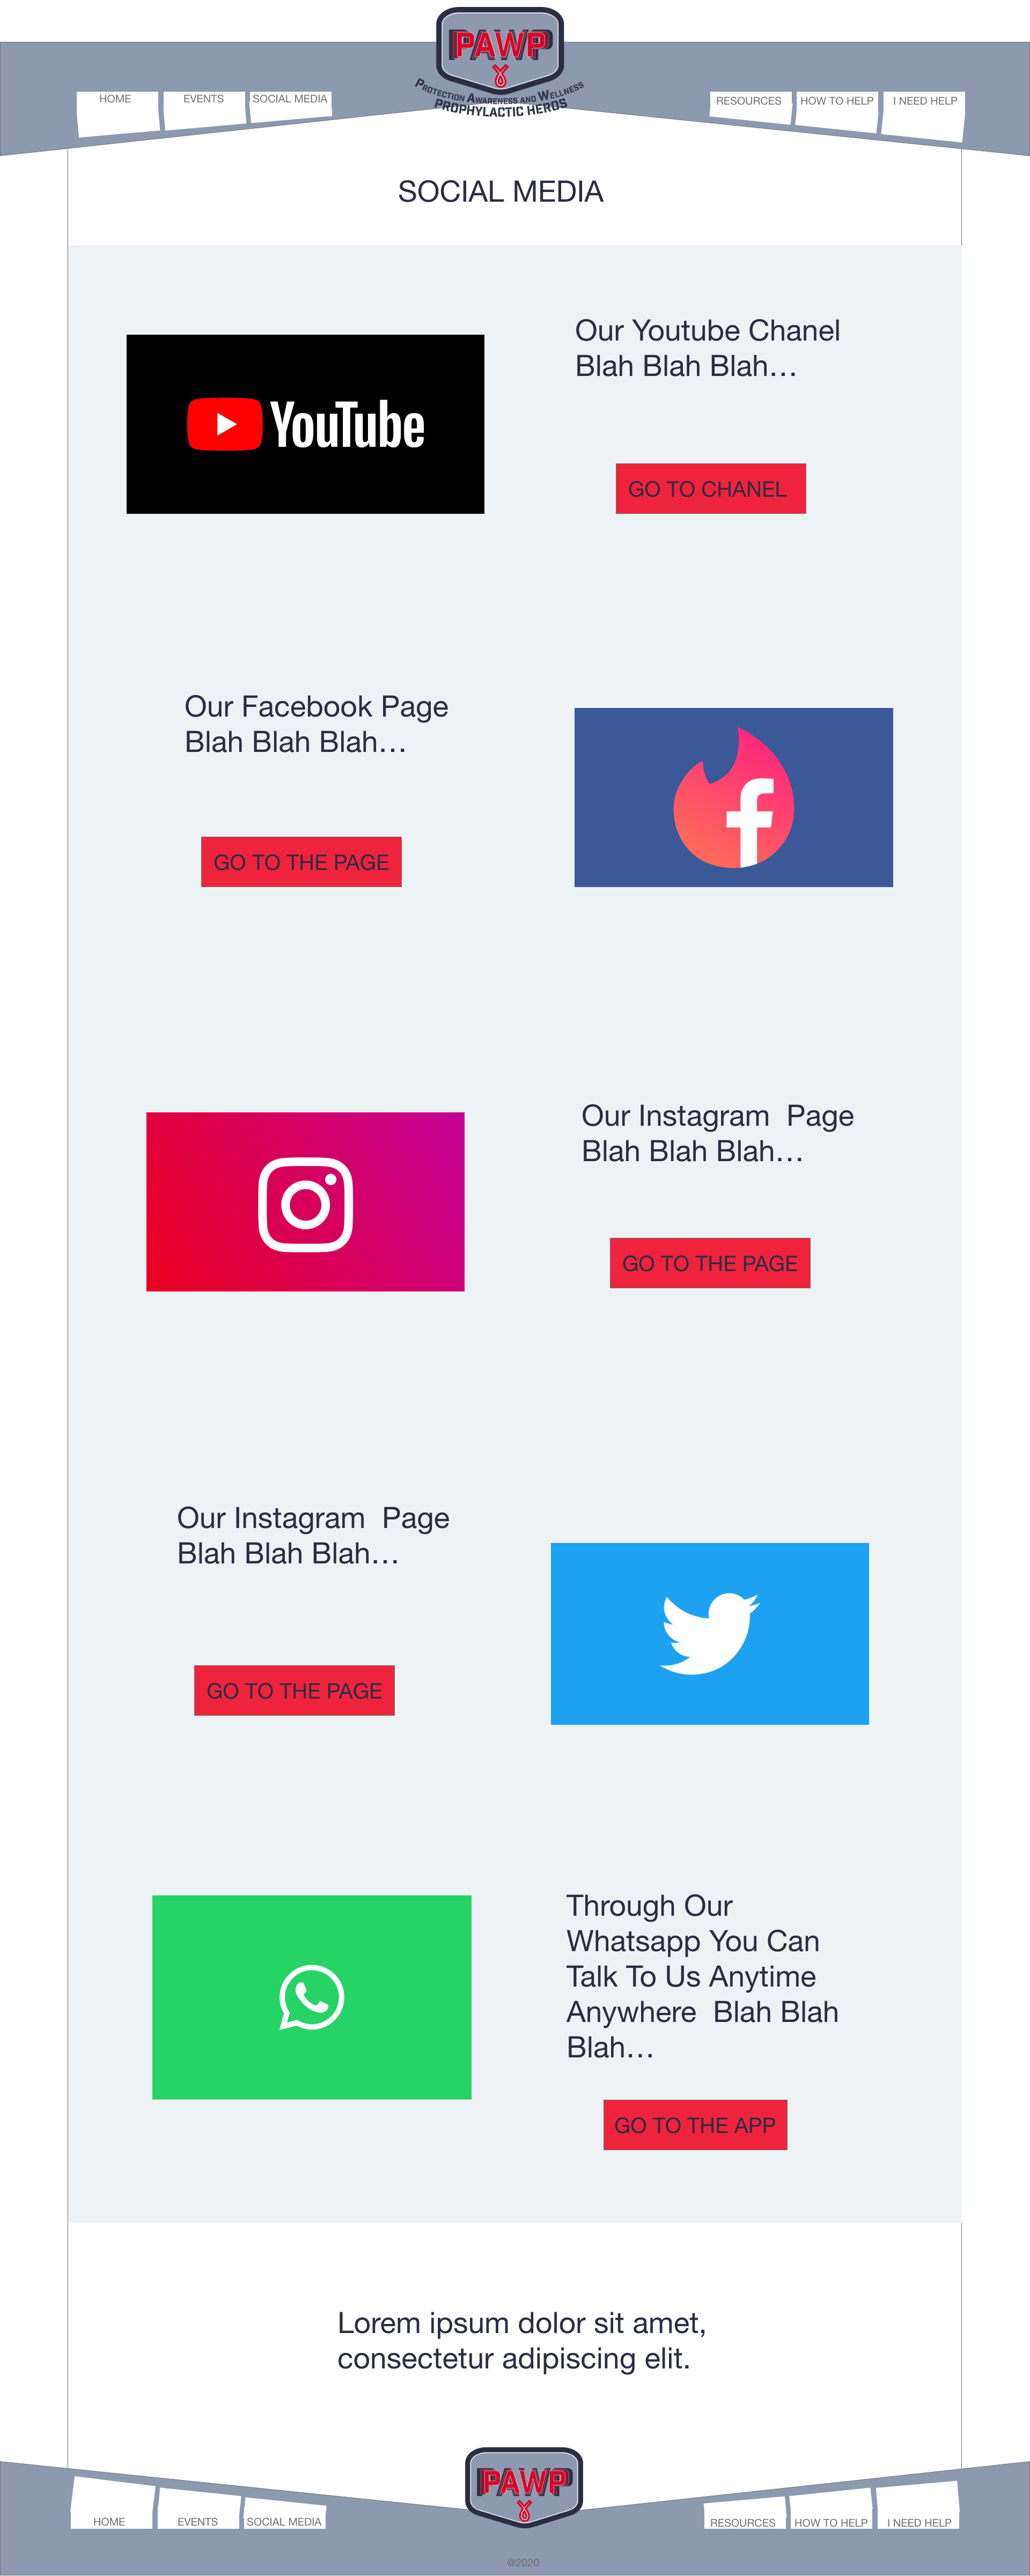 PAWP
PROTECTION AWARENESS AND WELLNESS
PROPHYLACTIC HEROS
HOME EVENTS SOCIAL MEDIA RESOURCES HOW TO HELP I NEED HELP
SOCIAL MEDIA
YouTube
Our Youtube Chanel
Blah Blah Blah...
GO TO CHANEL
Our Facebook Page
Blah Blah Blah...
GO TO THE PAGE
f
Our Instagram  Page
Blah Blah Blah...
GO TO THE PAGE
Our Instagram  Page
Blah Blah Blah...
GO TO THE PAGE
Through Our
Whatsapp You Can
Talk To Us Anytime
Anywhere  Blah Blah
Blah...
GO TO THE APP
Lorem ipsum dolor sit amet,
consectetur adipiscing elit.
PAWP
HOME EVENTS SOCIAL MEDIA RESOURCES HOW TO HELP I NEED HELP
@2020